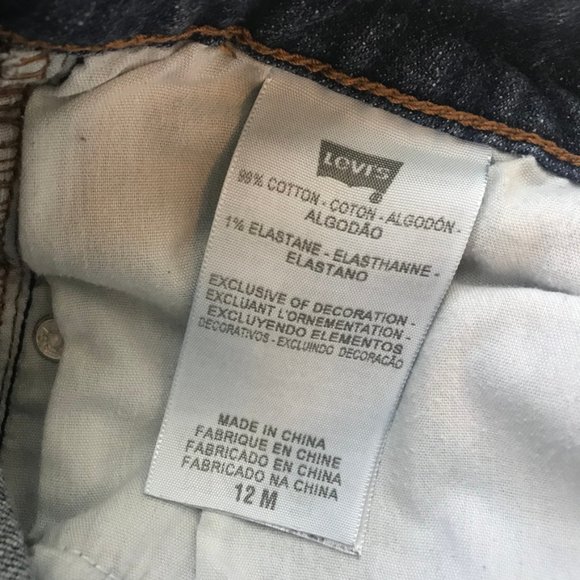 Levi's
®
99% COTTON - COTON - ALGODÓN -
ALGODÃO
1% ELASTANE - ELASTHANNE -
ELASTANO
EXCLUSIVE OF DECORATION -
EXCLUANT L'ORNEMENTATION -
EXCLUYENDO ELEMENTOS
DECORATIVOS - EXCLUINDO DECORAÇÃO
MADE IN CHINA
FABRIQUE EN CHINE
FABRICADO EN CHINA
FABRICADO NA CHINA
12 M